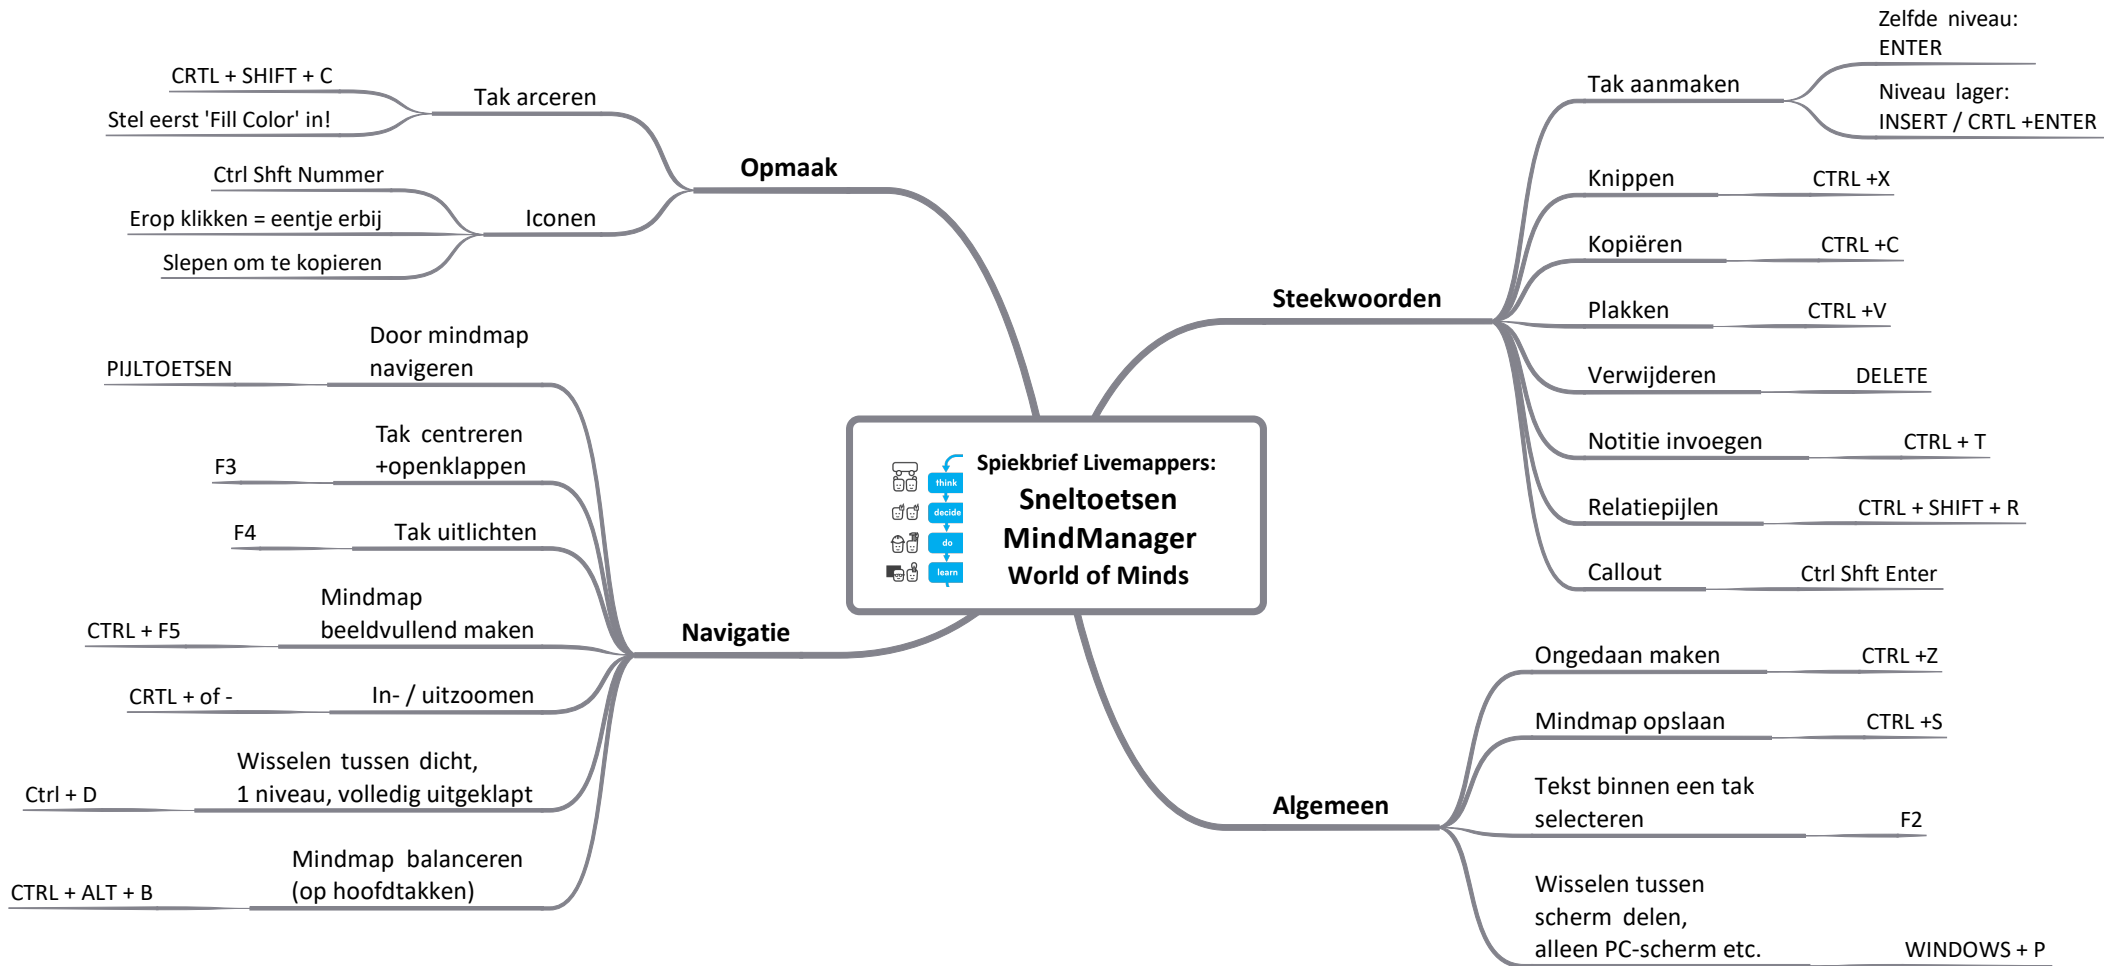 Spiekbrief Livemappers:
Sneltoetsen
MindManager
World of Minds
think
decide
do
learn
Steekwoorden
Tak aanmaken
Zelfde niveau:
ENTER
Niveau lager:
INSERT / CRTL +ENTER
Knippen
CTRL +X
Kopiëren
CTRL +C
Plakken
CTRL +V
Verwijderen
DELETE
Notitie invoegen
CTRL + T
Relatiepijlen
CTRL + SHIFT + R
Callout
Ctrl Shft Enter
Algemeen
Ongedaan maken
CTRL +Z
Mindmap opslaan
CTRL +S
Tekst binnen een tak
selecteren
F2
Wisselen tussen
scherm delen,
alleen PC-scherm etc.
WINDOWS + P
Navigatie
Door mindmap
navigeren
PIJLTOETSEN
Tak centreren
+openklappen
F3
Tak uitlichten
F4
Mindmap
beeldvullend maken
CTRL + F5
In- / uitzoomen
CRTL + of -
Wisselen tussen dicht,
1 niveau, volledig uitgeklapt
Ctrl + D
Mindmap balanceren
(op hoofdtakken)
CTRL + ALT + B
Opmaak
Tak arceren
CRTL + SHIFT + C
Stel eerst 'Fill Color' in!
Iconen
Ctrl Shft Nummer
Erop klikken = eentje erbij
Slepen om te kopieren